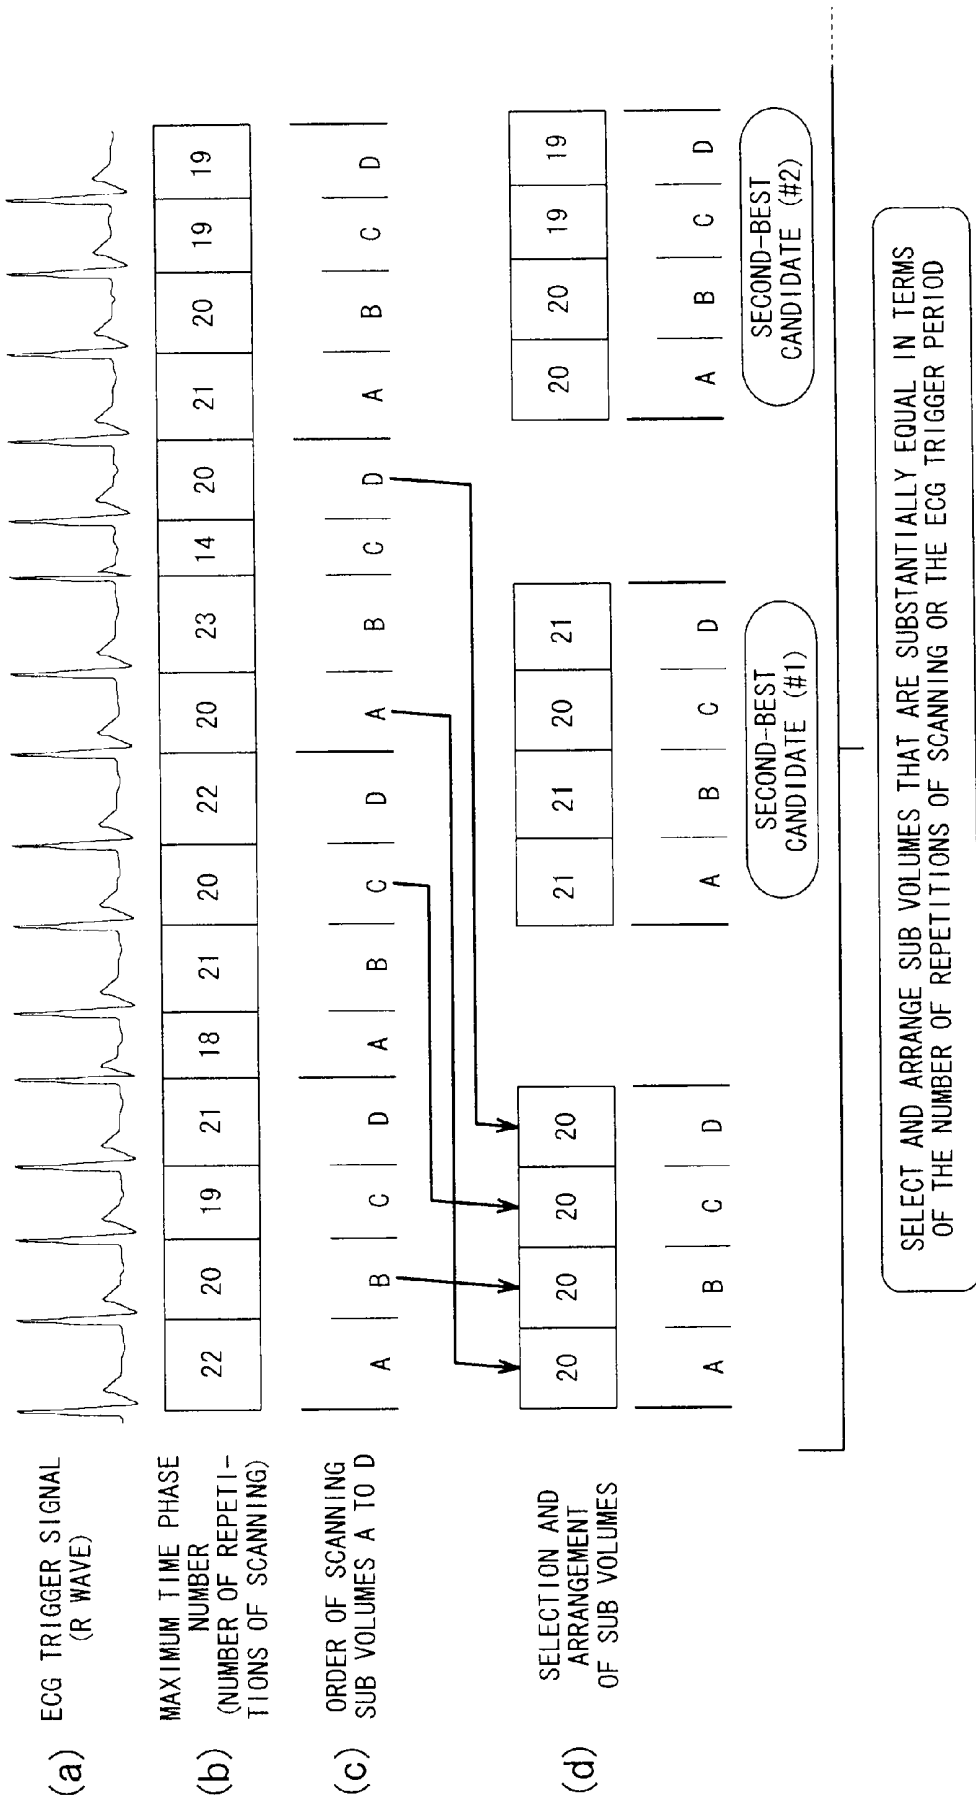 (a) ECG TRIGGER SIGNAL
(R WAVE)
(b) MAXIMUM TIME PHASE
NUMBER
(NUMBER OF REPETI-
TIONS OF SCANNING)
22 20 19 21 18 21 20 22 20 23 14 20 21 20 19 19
(c) ORDER OF SCANNING
SUB VOLUMES A TO D
A B C D A B C D A B C D A B C D
(d) SELECTION AND
ARRANGEMENT
OF SUB VOLUMES
20 20 20 20 21 21 20 21 20 20 19 19
A B C D A B C D A B C D
SECOND-BEST
CANDIDATE (#1)
SECOND-BEST
CANDIDATE (#2)
SELECT AND ARRANGE SUB VOLUMES THAT ARE SUBSTANTIALLY EQUAL IN TERMS
OF THE NUMBER OF REPETITIONS OF SCANNING OR THE ECG TRIGGER PERIOD